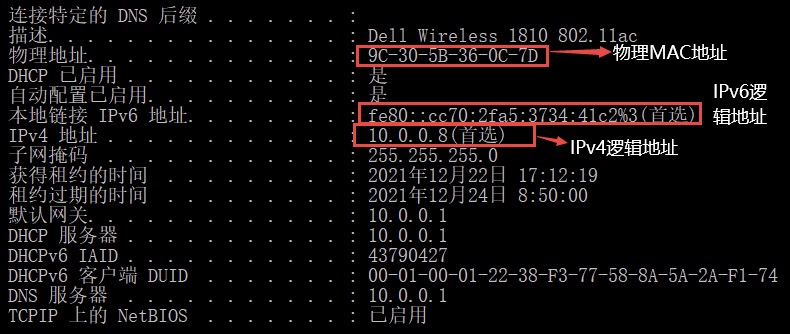 连接特定的 DNS 后缀 . . . . . . . :
描述. . . . . . . . . . . . . . . : Dell Wireless 1810 802.11ac
物理地址. . . . . . . . . . . . . : 9C-30-5B-36-0C-7D 物理MAC地址
DHCP 已启用 . . . . . . . . . . . : 是
自动配置已启用. . . . . . . . . . : 是
IPv6逻
本地链接 IPv6 地址. . . . . . . . : fe80::cc70:2fa5:3734:41c2%3(首选)
辑地址
IPv4 地址 . . . . . . . . . . . . : 10.0.0.8(首选) IPv4逻辑地址
子网掩码 . . . . . . . . . . . . : 255.255.255.0
获得租约的时间 . . . . . . . . . : 2021年12月22日 17:12:19
租约过期的时间 . . . . . . . . . : 2021年12月24日 8:50:00
默认网关. . . . . . . . . . . . . : 10.0.0.1
DHCP 服务器 . . . . . . . . . . . : 10.0.0.1
DHCPv6 IAID . . . . . . . . . . . : 43790427
DHCPv6 客户端 DUID . . . . . . . : 00-01-00-01-22-38-F3-77-58-8A-5A-2A-F1-74
DNS 服务器 . . . . . . . . . . . : 10.0.0.1
TCPIP 上的 NetBIOS . . . . . . . : 已启用